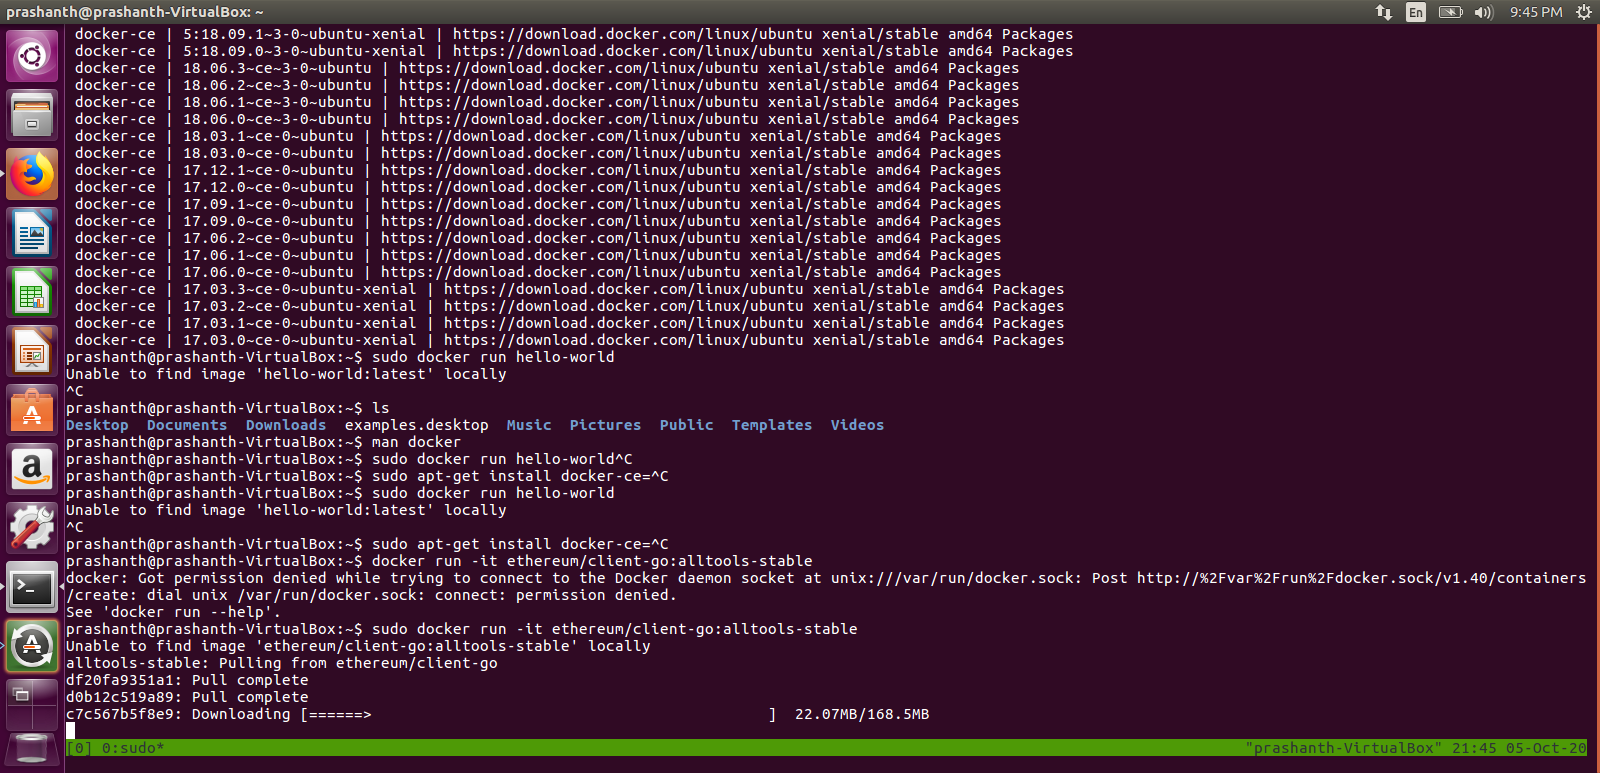 prashanth@prashanth-VirtualBox: ~
En
9:45 PM
docker-ce | 5:18.09.1~3-0~ubuntu-xenial | https://download.docker.com/linux/ubuntu xenial/stable amd64 Packages
docker-ce | 5:18.09.0~3-0~ubuntu-xenial | https://download.docker.com/linux/ubuntu xenial/stable amd64 Packages
docker-ce | 18.06.3~ce~3-0~ubuntu | https://download.docker.com/linux/ubuntu xenial/stable amd64 Packages
docker-ce | 18.06.2~ce~3-0~ubuntu | https://download.docker.com/linux/ubuntu xenial/stable amd64 Packages
docker-ce | 18.06.1~ce~3-0~ubuntu | https://download.docker.com/linux/ubuntu xenial/stable amd64 Packages
docker-ce | 18.06.0~ce~3-0~ubuntu | https://download.docker.com/linux/ubuntu xenial/stable amd64 Packages
docker-ce | 18.03.1~ce-0~ubuntu | https://download.docker.com/linux/ubuntu xenial/stable amd64 Packages
docker-ce | 18.03.0~ce-0~ubuntu | https://download.docker.com/linux/ubuntu xenial/stable amd64 Packages
docker-ce | 17.12.1~ce-0~ubuntu | https://download.docker.com/linux/ubuntu xenial/stable amd64 Packages
docker-ce | 17.12.0~ce-0~ubuntu | https://download.docker.com/linux/ubuntu xenial/stable amd64 Packages
docker-ce | 17.09.1~ce-0~ubuntu | https://download.docker.com/linux/ubuntu xenial/stable amd64 Packages
docker-ce | 17.09.0~ce-0~ubuntu | https://download.docker.com/linux/ubuntu xenial/stable amd64 Packages
docker-ce | 17.06.2~ce-0~ubuntu | https://download.docker.com/linux/ubuntu xenial/stable amd64 Packages
docker-ce | 17.06.1~ce-0~ubuntu | https://download.docker.com/linux/ubuntu xenial/stable amd64 Packages
docker-ce | 17.06.0~ce-0~ubuntu | https://download.docker.com/linux/ubuntu xenial/stable amd64 Packages
docker-ce | 17.03.3~ce-0~ubuntu-xenial | https://download.docker.com/linux/ubuntu xenial/stable amd64 Packages
docker-ce | 17.03.2~ce-0~ubuntu-xenial | https://download.docker.com/linux/ubuntu xenial/stable amd64 Packages
docker-ce | 17.03.1~ce-0~ubuntu-xenial | https://download.docker.com/linux/ubuntu xenial/stable amd64 Packages
docker-ce | 17.03.0~ce-0~ubuntu-xenial | https://download.docker.com/linux/ubuntu xenial/stable amd64 Packages
prashanth@prashanth-VirtualBox:~$ sudo docker run hello-world
Unable to find image 'hello-world:latest' locally
^C
prashanth@prashanth-VirtualBox:~$ ls
Desktop Documents Downloads examples.desktop Music Pictures Public Templates Videos
prashanth@prashanth-VirtualBox:~$ man docker
prashanth@prashanth-VirtualBox:~$ sudo docker run hello-world^C
prashanth@prashanth-VirtualBox:~$ sudo apt-get install docker-ce=^C
prashanth@prashanth-VirtualBox:~$ sudo docker run hello-world
Unable to find image 'hello-world:latest' locally
^C
prashanth@prashanth-VirtualBox:~$ sudo apt-get install docker-ce=^C
prashanth@prashanth-VirtualBox:~$ docker run -it ethereum/client-go:alltools-stable
docker: Got permission denied while trying to connect to the Docker daemon socket at unix:///var/run/docker.sock: Post http://%2Fvar%2Frun%2Fdocker.sock/v1.40/containers
/create: dial unix /var/run/docker.sock: connect: permission denied.
See 'docker run --help'.
prashanth@prashanth-VirtualBox:~$ sudo docker run -it ethereum/client-go:alltools-stable
Unable to find image 'ethereum/client-go:alltools-stable' locally
alltools-stable: Pulling from ethereum/client-go
df20fa9351a1: Pull complete
d0b12c519a89: Pull complete
c7c567b5f8e9: Downloading [======> ] 22.07MB/168.5MB
[0] 0:sudo* "prashanth-VirtualBox" 21:45 05-Oct-20